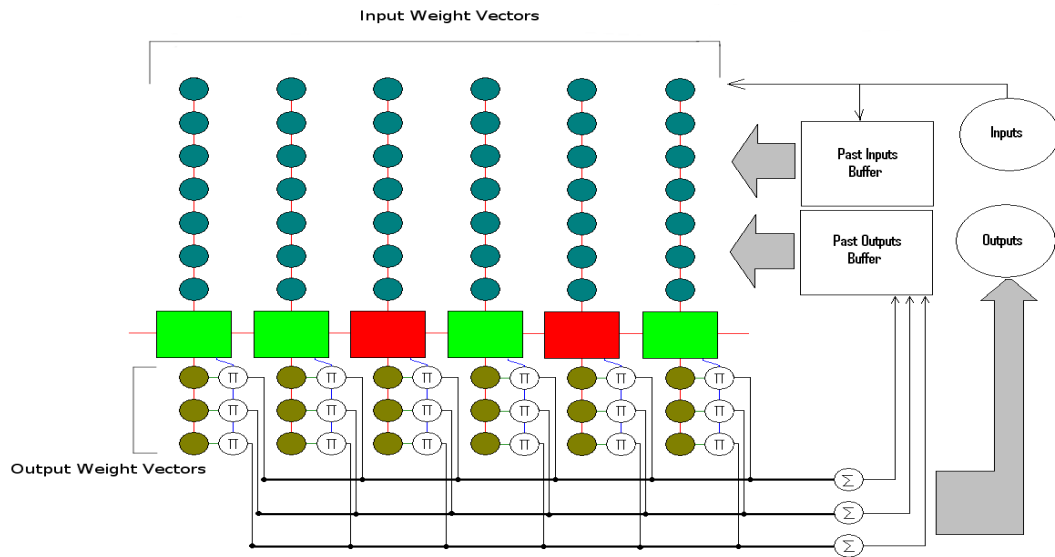 Input Weight Vectors
Inputs
Past Inputs
Buffer
Past Outputs
Buffer
Outputs
Π Π Π Π Π Π
Π Π Π Π Π Π
Π Π Π Π Π Π
Output Weight Vectors
Σ
Σ
Σ